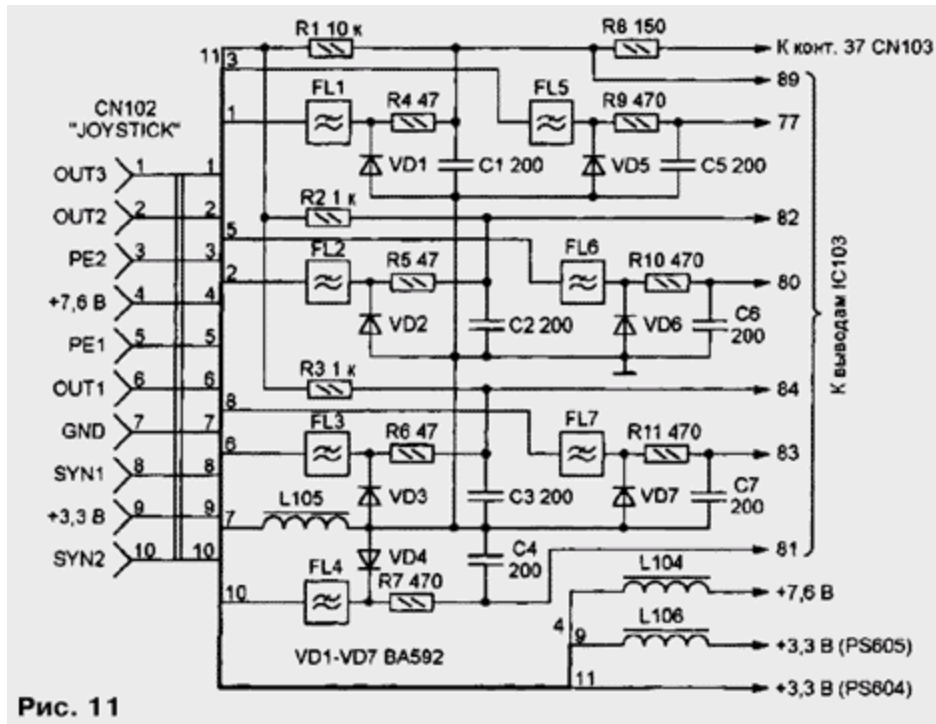 R1 10 к
R8 150
К конт. 37 CN103
11
3
89
CN102
"JOYSTICK"
1
FL1
R4 47
FL5
R9 470
77
VD1
C1 200
VD5
C5 200
OUT3 1 1
R2 1 к
OUT2 2 2
82
5
PE2 3 3
2
FL2
R5 47
FL6
R10 470
80
+7,6 В 4 4
VD2
C2 200
VD6
C6
200
PE1 5 5
R3 1 к
OUT1 6 6
84
8
GND 7 7
6
FL3
R6 47
FL7
R11 470
83
SYN1 8 8
L105
VD3
C3 200
VD7
C7
200
+3,3 В 9 9
7
SYN2 10 10
VD4
C4
200
81
К выводам IC103
FL4
R7 470
L104
10
+7,6 В
4
L106
9
+3,3 В (PS605)
VD1-VD7 BA592
11
+3,3 В (PS604)
Рис. 11